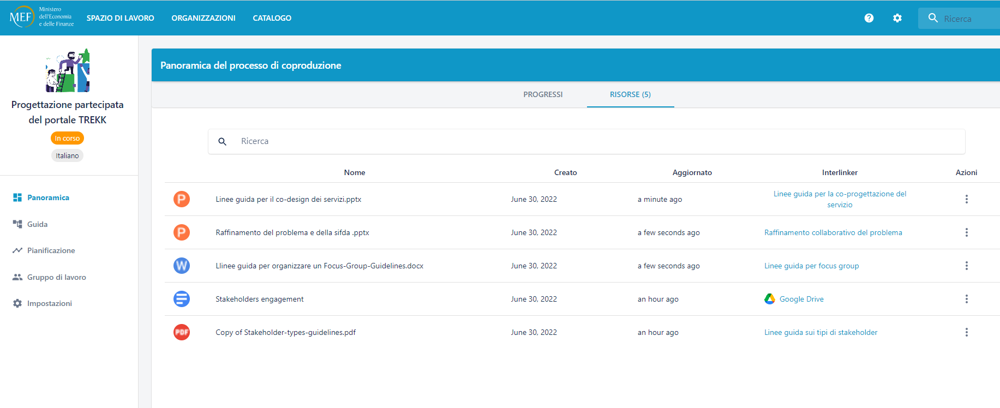 MEF
Ministero
dell'Economia
e delle Finanze
SPAZIO DI LAVORO
ORGANIZZAZIONI
CATALOGO
Ricerca
Progettazione partecipata
del portale TREKK
In corso
Italiano
Panoramica
Guida
Pianificazione
Gruppo di lavoro
Impostazioni
Panoramica del processo di coproduzione
PROGRESSI
RISORSE (5)
Ricerca
Nome Creato Aggiornato Interlinker Azioni
P Linee guida per il co-design dei servizi.pptx June 30, 2022 a minute ago Linee guida per la co-progettazione del
servizio
P Raffinamento del problema e della sifda .pptx June 30, 2022 a few seconds ago Raffinamento collaborativo del problema
W Llinee guida per organizzare un Focus-Group-Guidelines.docx June 30, 2022 a few seconds ago Linee guida per focus group
Stakeholders engagement June 30, 2022 an hour ago Google Drive
PDF Copy of Stakeholder-types-guidelines.pdf June 30, 2022 an hour ago Linee guida sui tipi di stakeholder